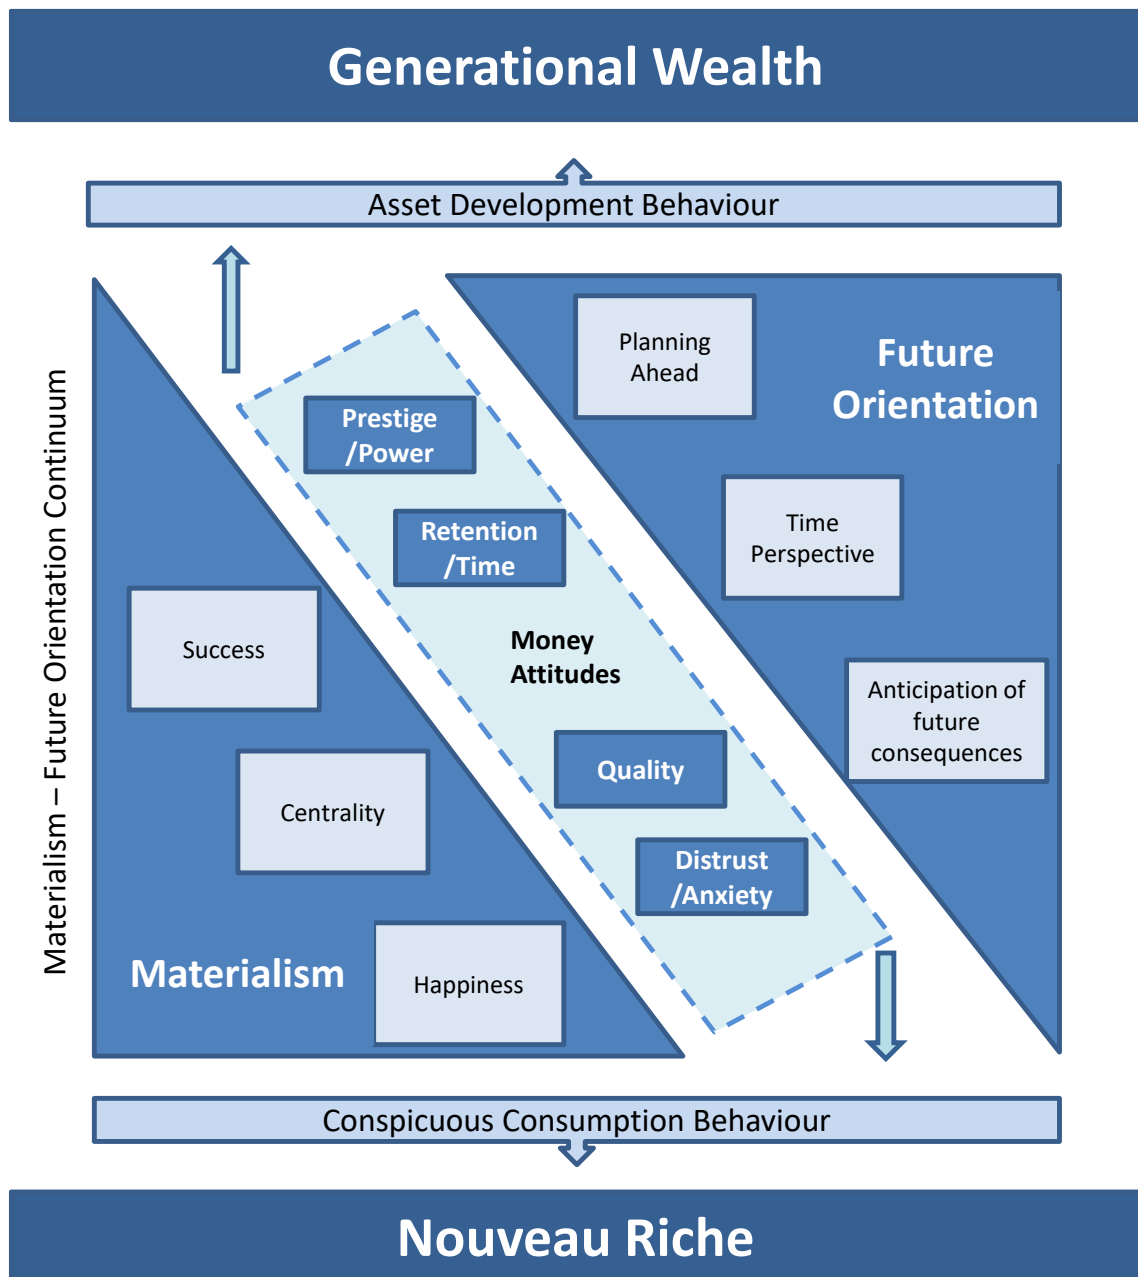 Generational Wealth
Asset Development Behaviour
Materialism – Future Orientation Continuum
Planning
Ahead
Future
Orientation
Prestige
/Power
Retention
/Time
Time
Perspective
Money
Attitudes
Success
Anticipation of
future
consequences
Quality
Centrality
Distrust
/Anxiety
Materialism
Happiness
Conspicuous Consumption Behaviour
Nouveau Riche